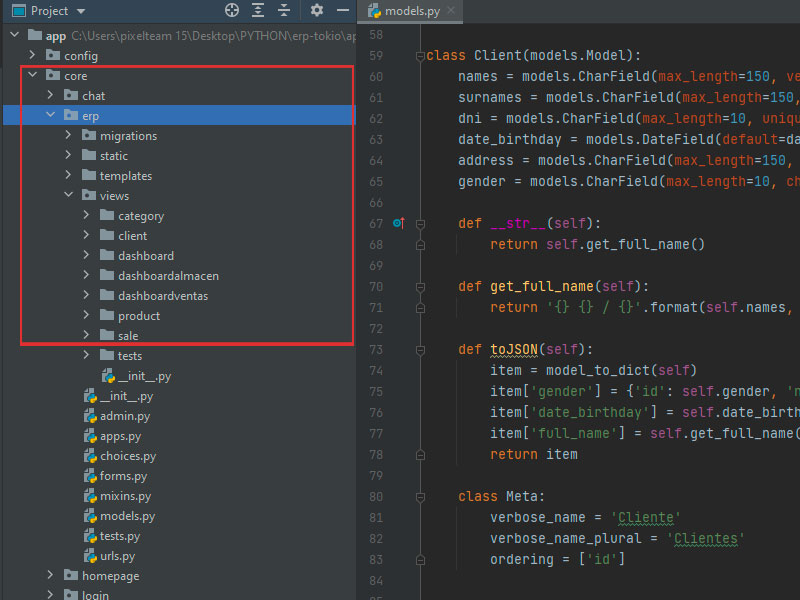 Project
models.py
app C:\Users\pixelteam 15\Desktop\PYTHON\erp-tokio\ap
config
core
chat
erp
migrations
static
templates
views
category
client
dashboard
dashboardalmacen
dashboardventas
product
sale
tests
__init__.py
__init__.py
admin.py
apps.py
choices.py
forms.py
mixins.py
models.py
tests.py
urls.py
homepage
login
58
59 class Client(models.Model):
60 names = models.CharField(max_length=150, ve
61 surnames = models.CharField(max_length=150,
62 dni = models.CharField(max_length=10, uniqu
63 date_birthday = models.DateField(default=da
64 address = models.CharField(max_length=150,
65 gender = models.CharField(max_length=10, ch
66
67 def __str__(self):
68 return self.get_full_name()
69
70 def get_full_name(self):
71 return '{} {} / {}'.format(self.names,
72
73 def toJSON(self):
74 item = model_to_dict(self)
75 item['gender'] = {'id': self.gender, 'n
76 item['date_birthday'] = self.date_birth
77 item['full_name'] = self.get_full_name(
78 return item
79
80 class Meta:
81 verbose_name = 'Cliente'
82 verbose_name_plural = 'Clientes'
83 ordering = ['id']
84